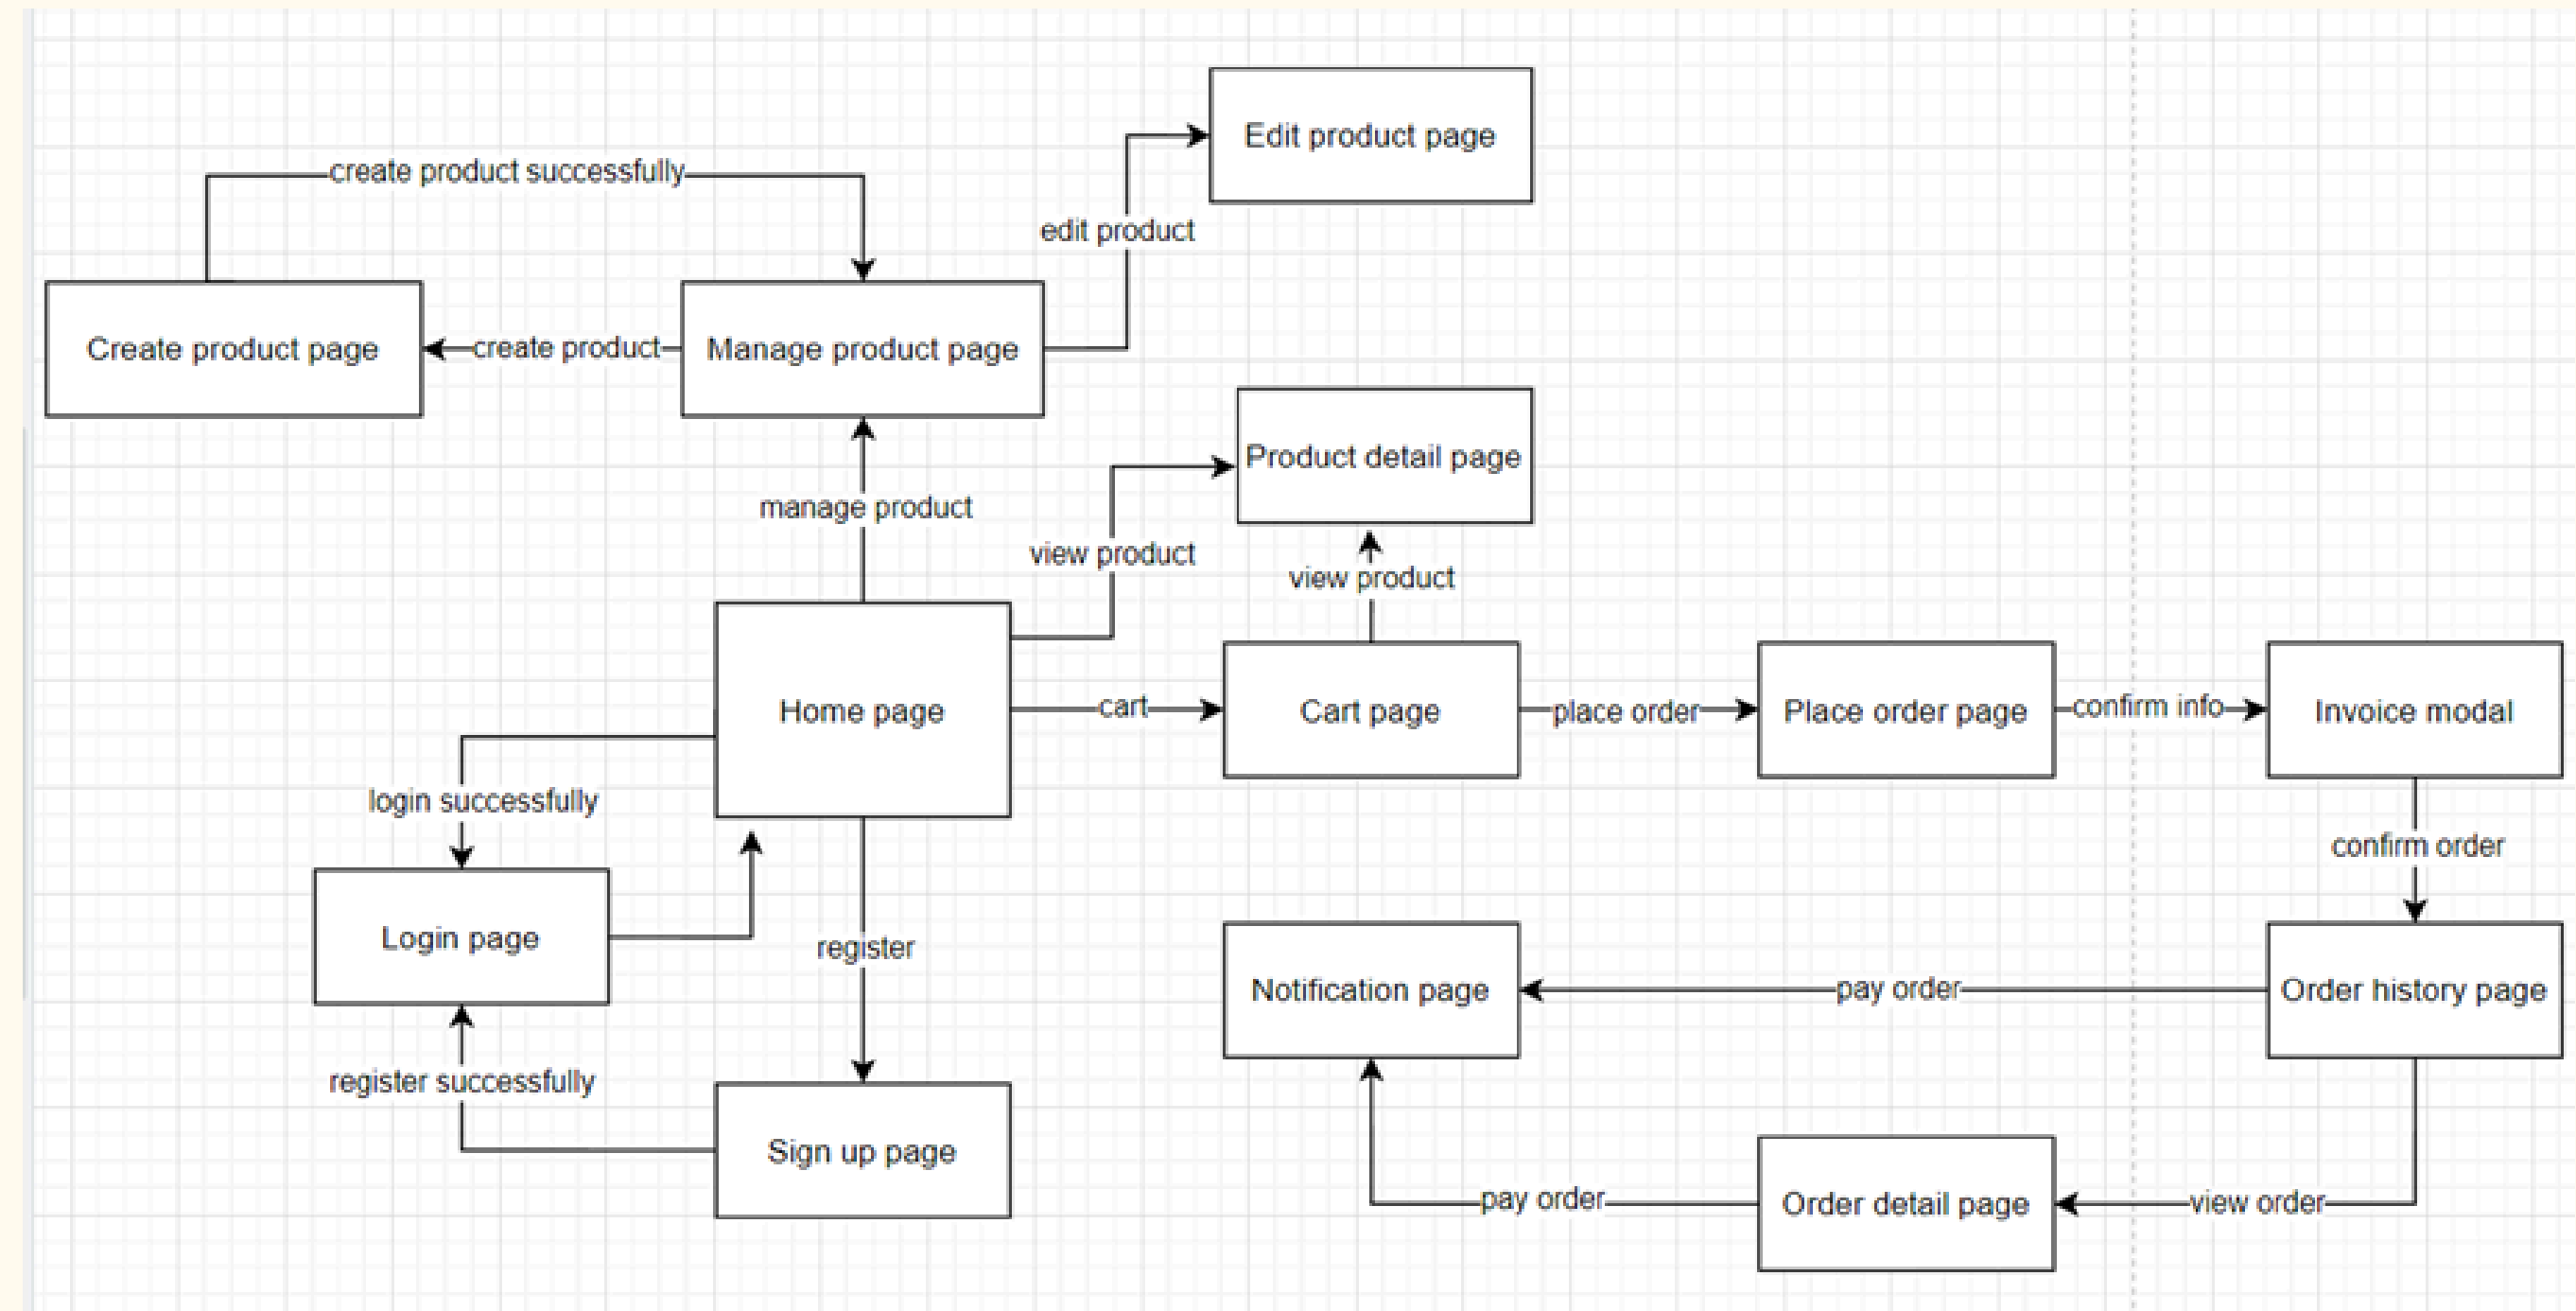 Edit product page
create product successfully
edit product
Create product page
create product
Manage product page
Product detail page
manage product
view product
view product
Home page
cart
Cart page
place order
Place order page
confirm info
Invoice modal
login successfully
confirm order
Login page
register
Notification page
pay order
Order history page
register successfully
Sign up page
pay order
Order detail page
view order